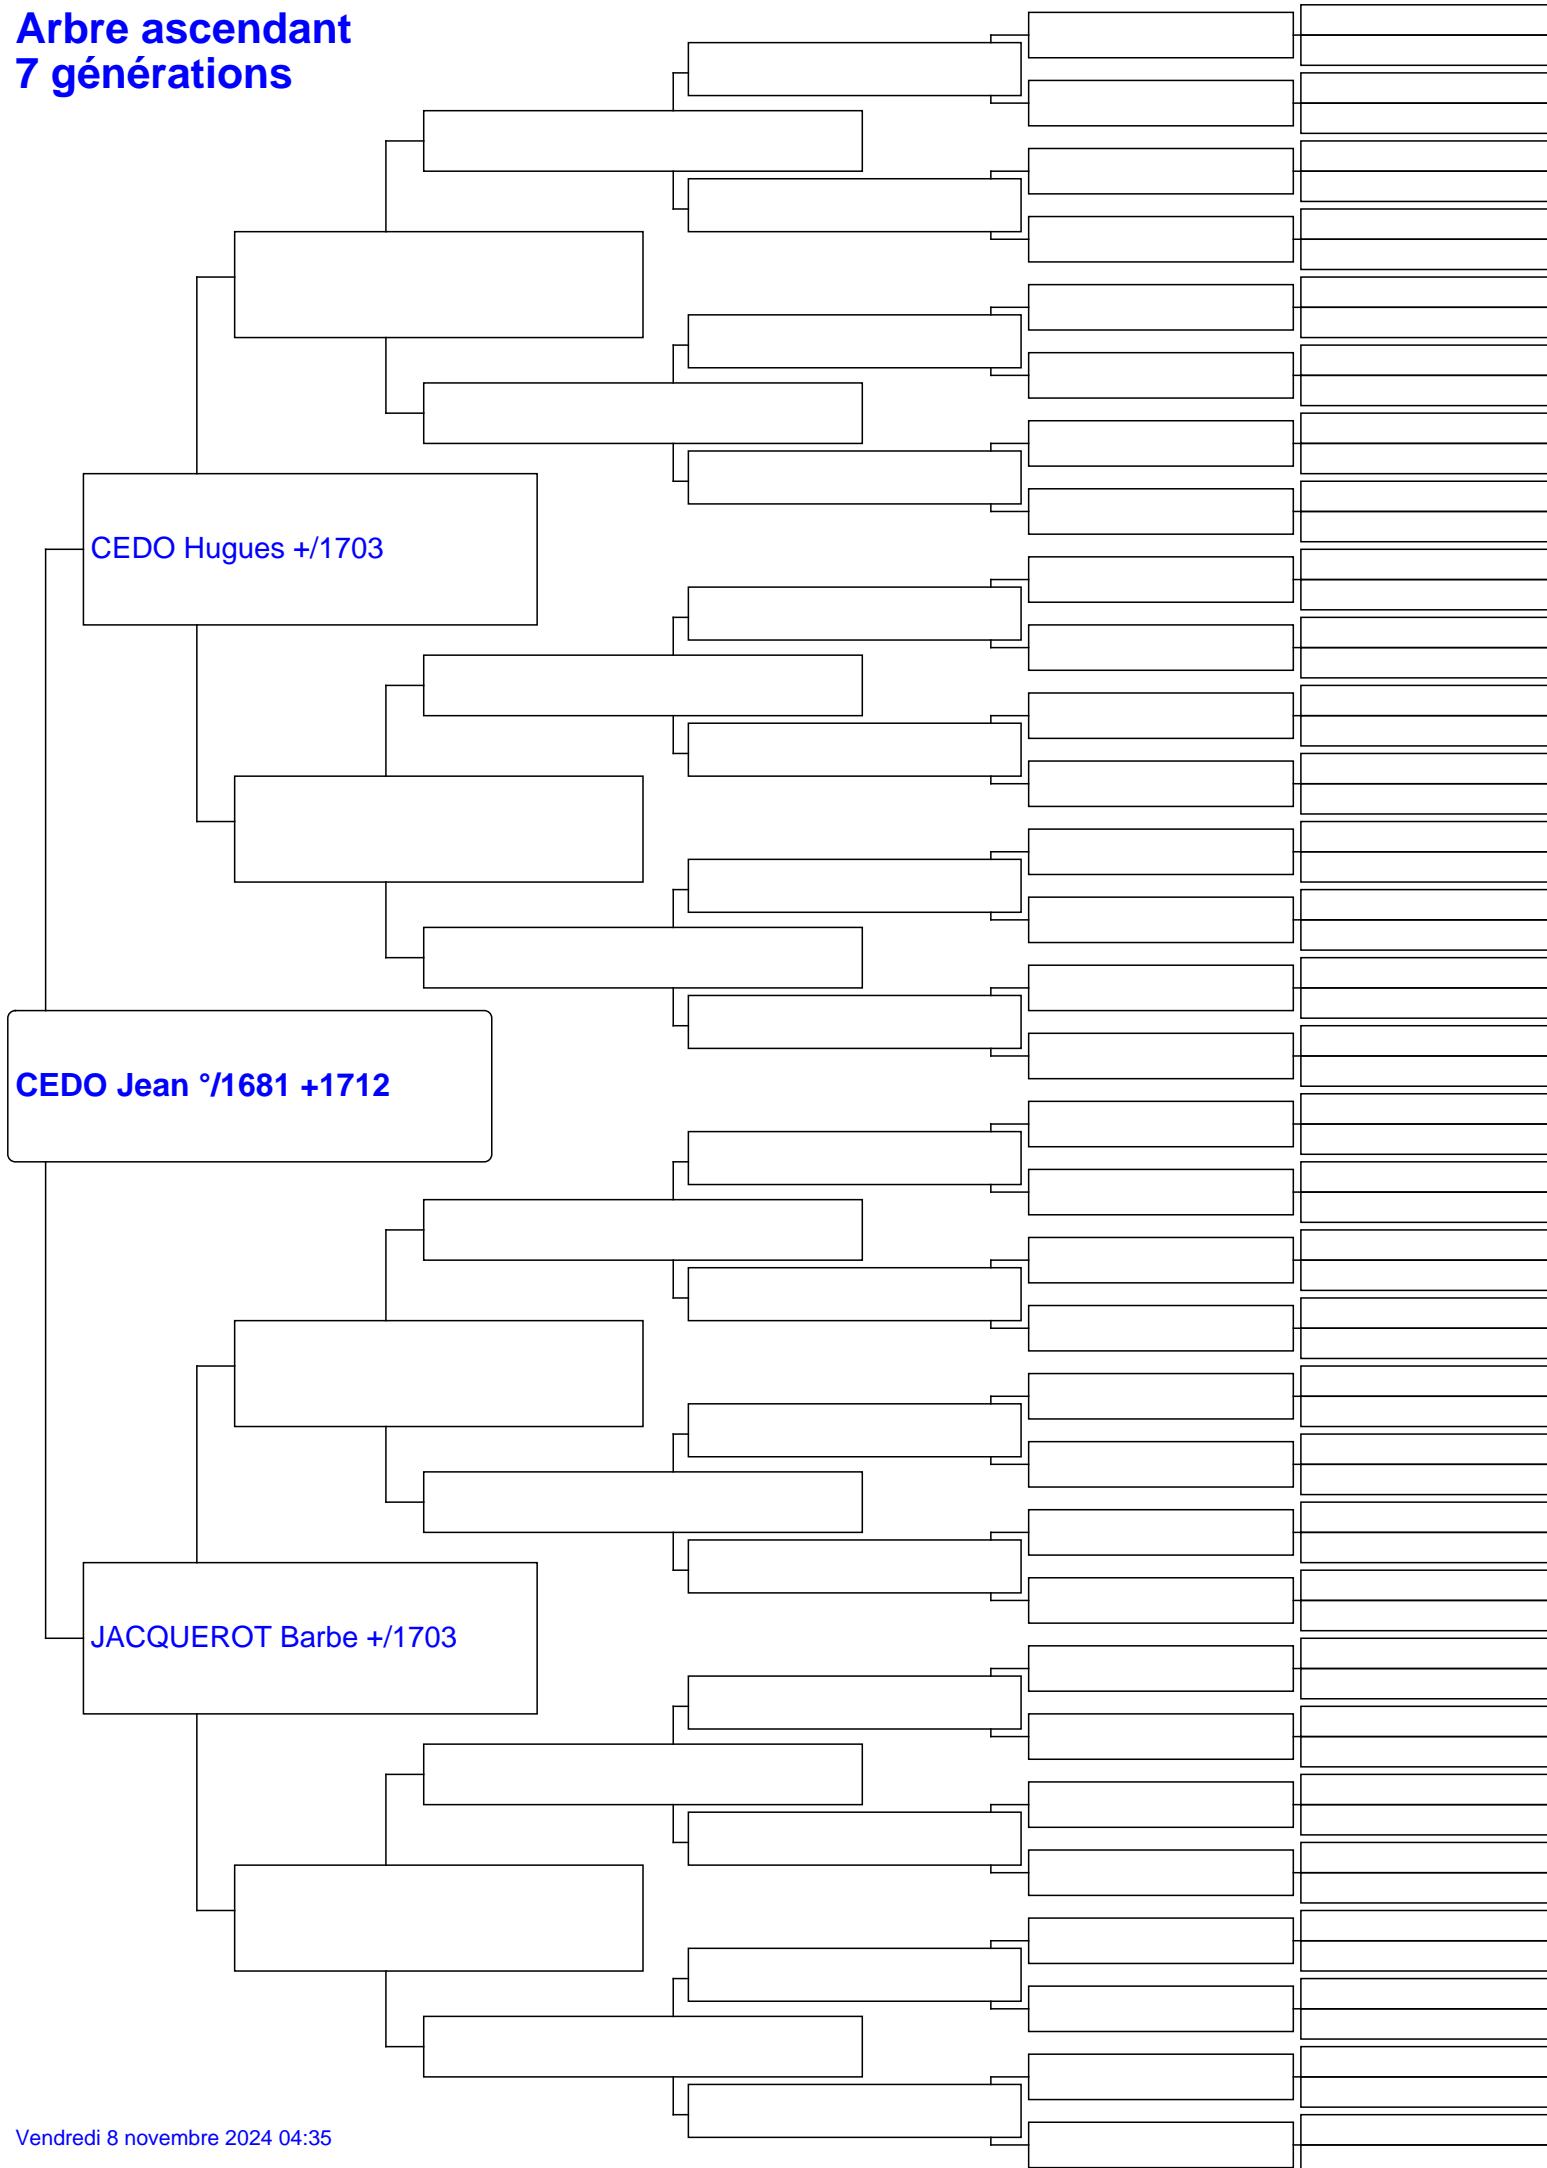 Arbre ascendant
7 générations
CEDO Hugues +/1703
CEDO Jean °/1681 +1712
JACQUEROT Barbe +/1703
Vendredi 8 novembre 2024 04:35